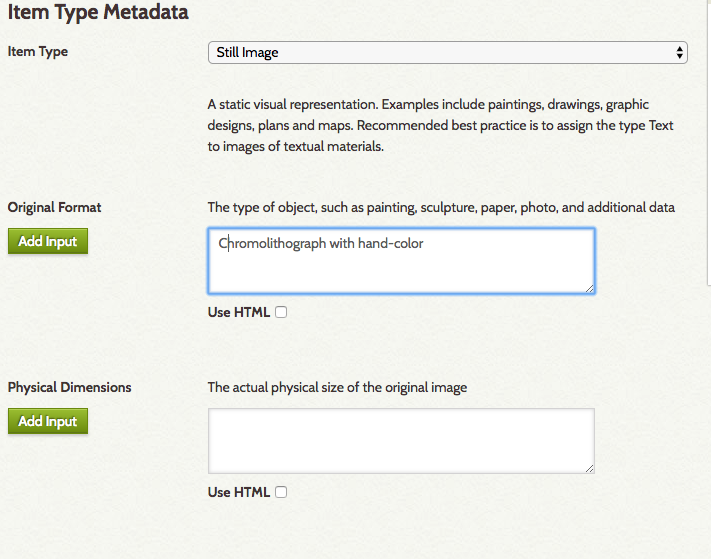 Item Type Metadata
Item Type
Still Image
A static visual representation. Examples include paintings, drawings, graphic
designs, plans and maps. Recommended best practice is to assign the type Text
to images of textual materials.
Original Format
The type of object, such as painting, sculpture, paper, photo, and additional data
Add Input
Chromolithograph with hand-color
Use HTML
Physical Dimensions
The actual physical size of the original image
Add Input
Use HTML